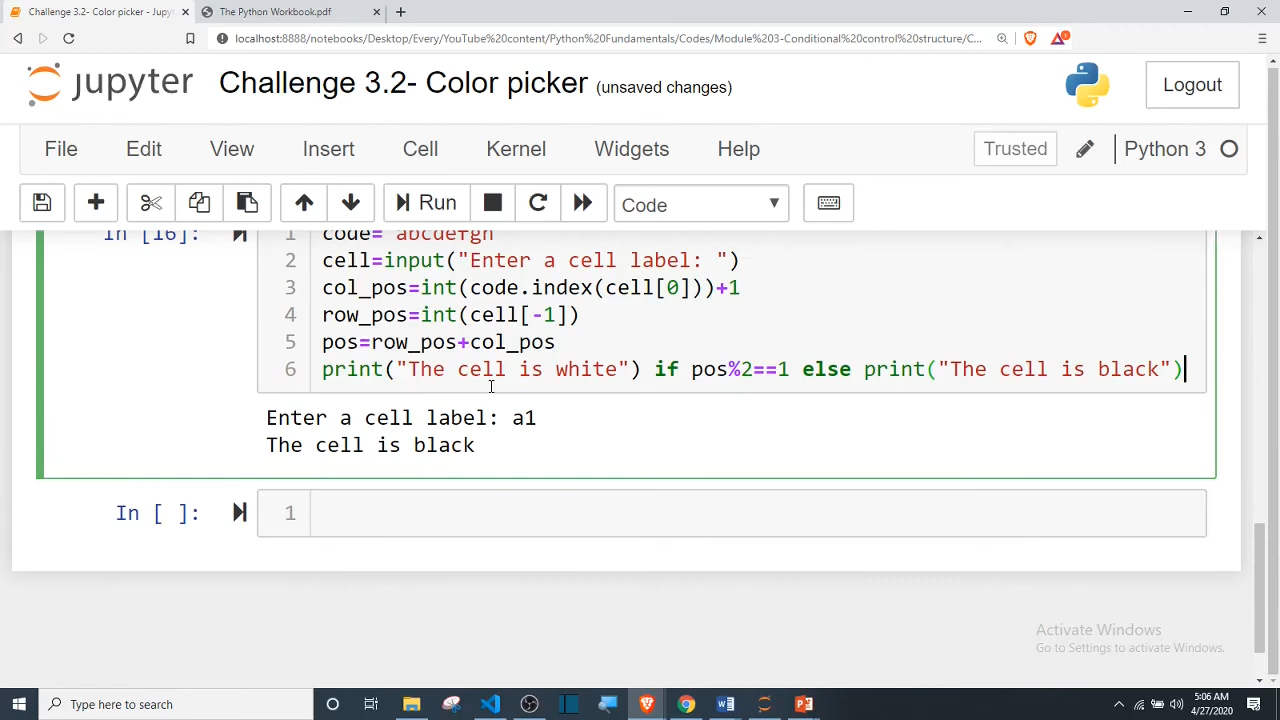 Challenge 3.2- Color picker - Jupyt
The Python Workbook.pdf
localhost:8888/notebooks/Desktop/Every/YouTube%20content/Python%20Fundamentals/Codes/Module%203-Conditional%20control%20structure/C...
jupyter Challenge 3.2- Color picker (unsaved changes)
Logout
File Edit View Insert Cell Kernel Widgets Help Trusted Python 3
Run Code
In [16]: 1 code="abcdefgh"
2 cell=input("Enter a cell label: ")
3 col_pos=int(code.index(cell[0]))+1
4 row_pos=int(cell[-1])
5 pos=row_pos+col_pos
6 print("The cell is white") if pos%2==1 else print("The cell is black")
Enter a cell label: a1
The cell is black
In [ ]: 1
Activate Windows
Go to Settings to activate Windows.
Type here to search
5:06 AM
4/27/2020